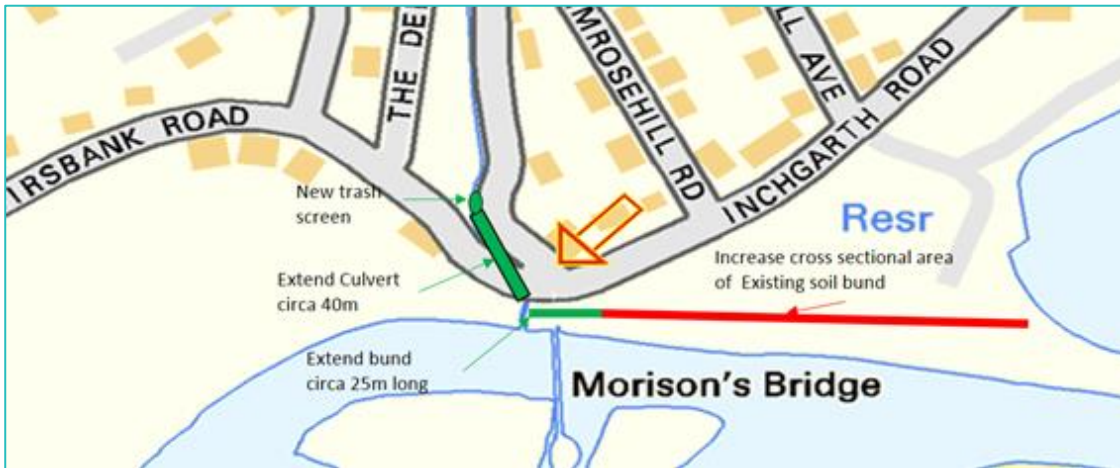 IRSBANK ROAD
THE DE
IMROSEHILL RD
LL AVE
INCHGARTH ROAD
New trash
screen
Resr
Increase cross sectional area
of Existing soil bund
Extend Culvert
circa 40m
Extend bund
circa 25m long
Morison's Bridge